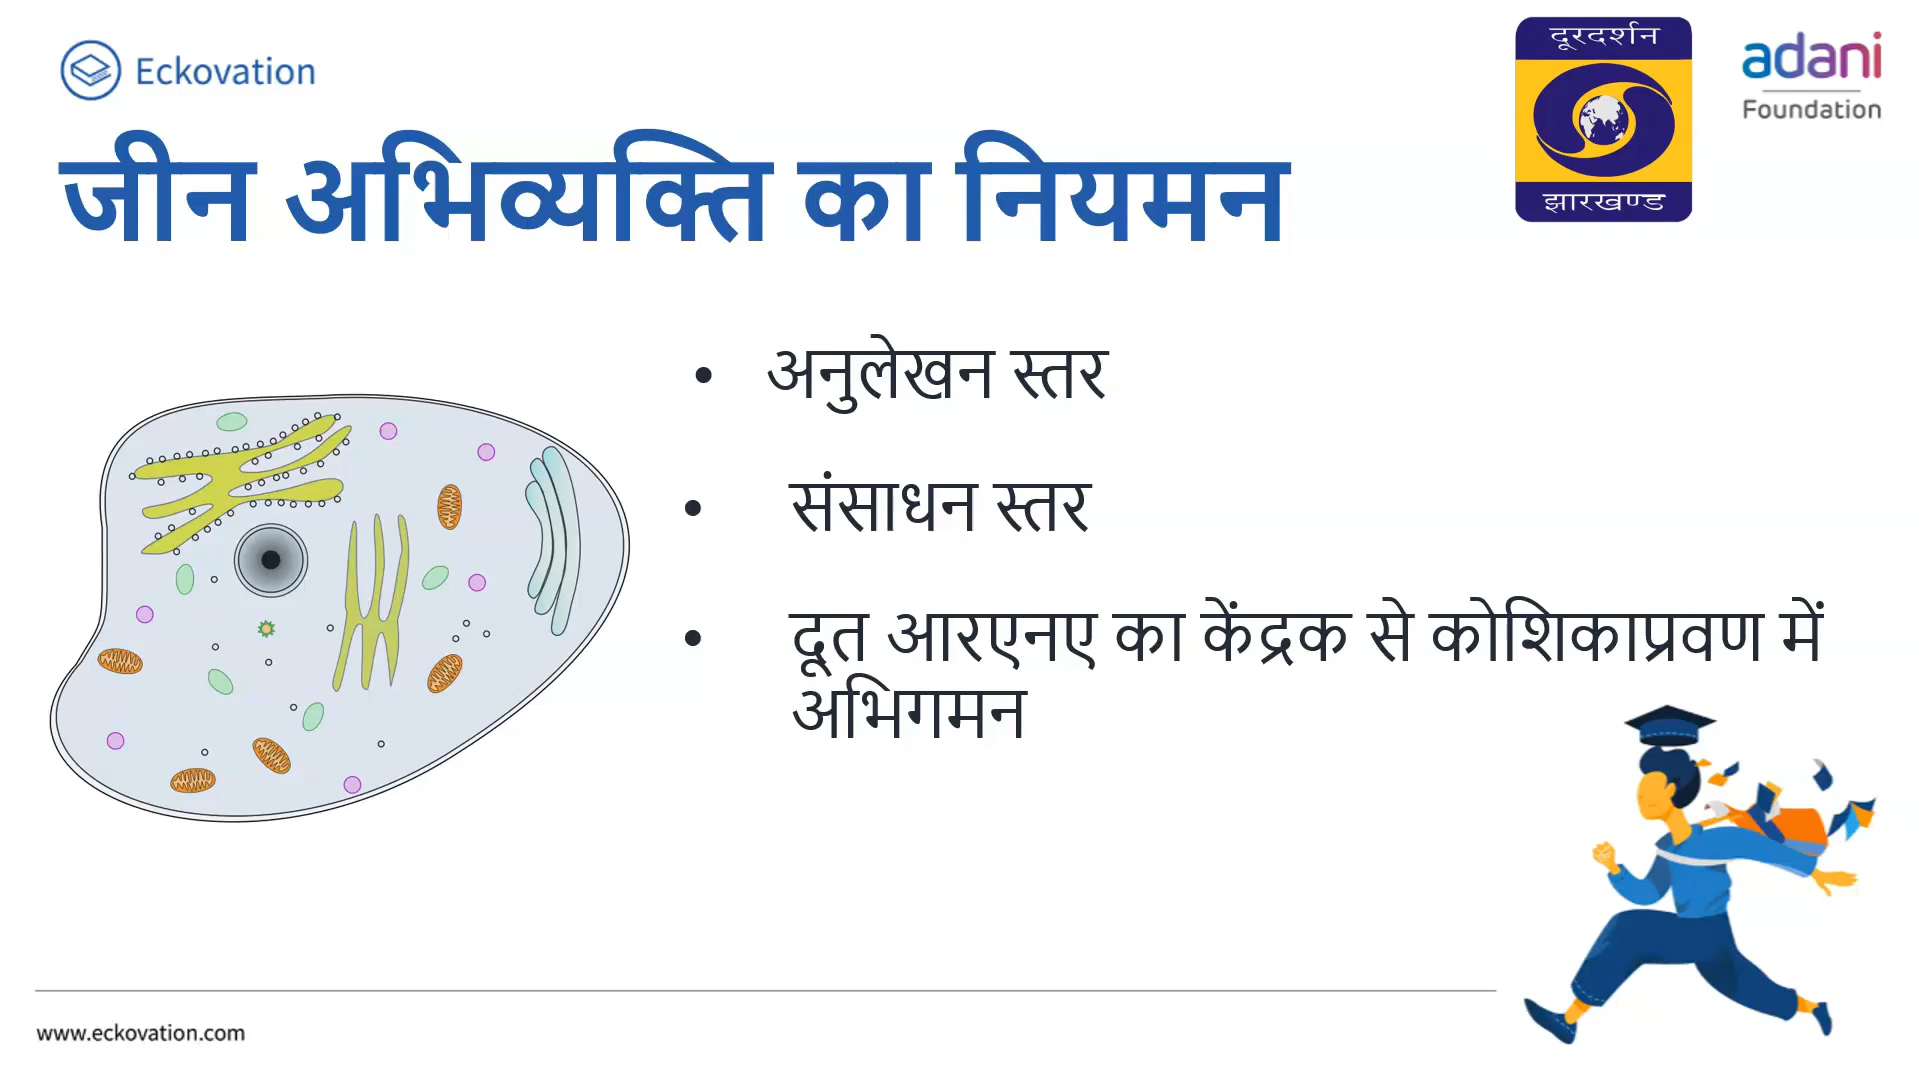 Eckovation
दूरदर्शन
झारखण्ड
adani
Foundation
जीन अभिव्यक्ति का नियमन
• अनुलेखन स्तर
• संसाधन स्तर
• दूत आरएनए का केंद्रक से कोशिकाप्रवण में
अभिगमन
www.eckovation.com